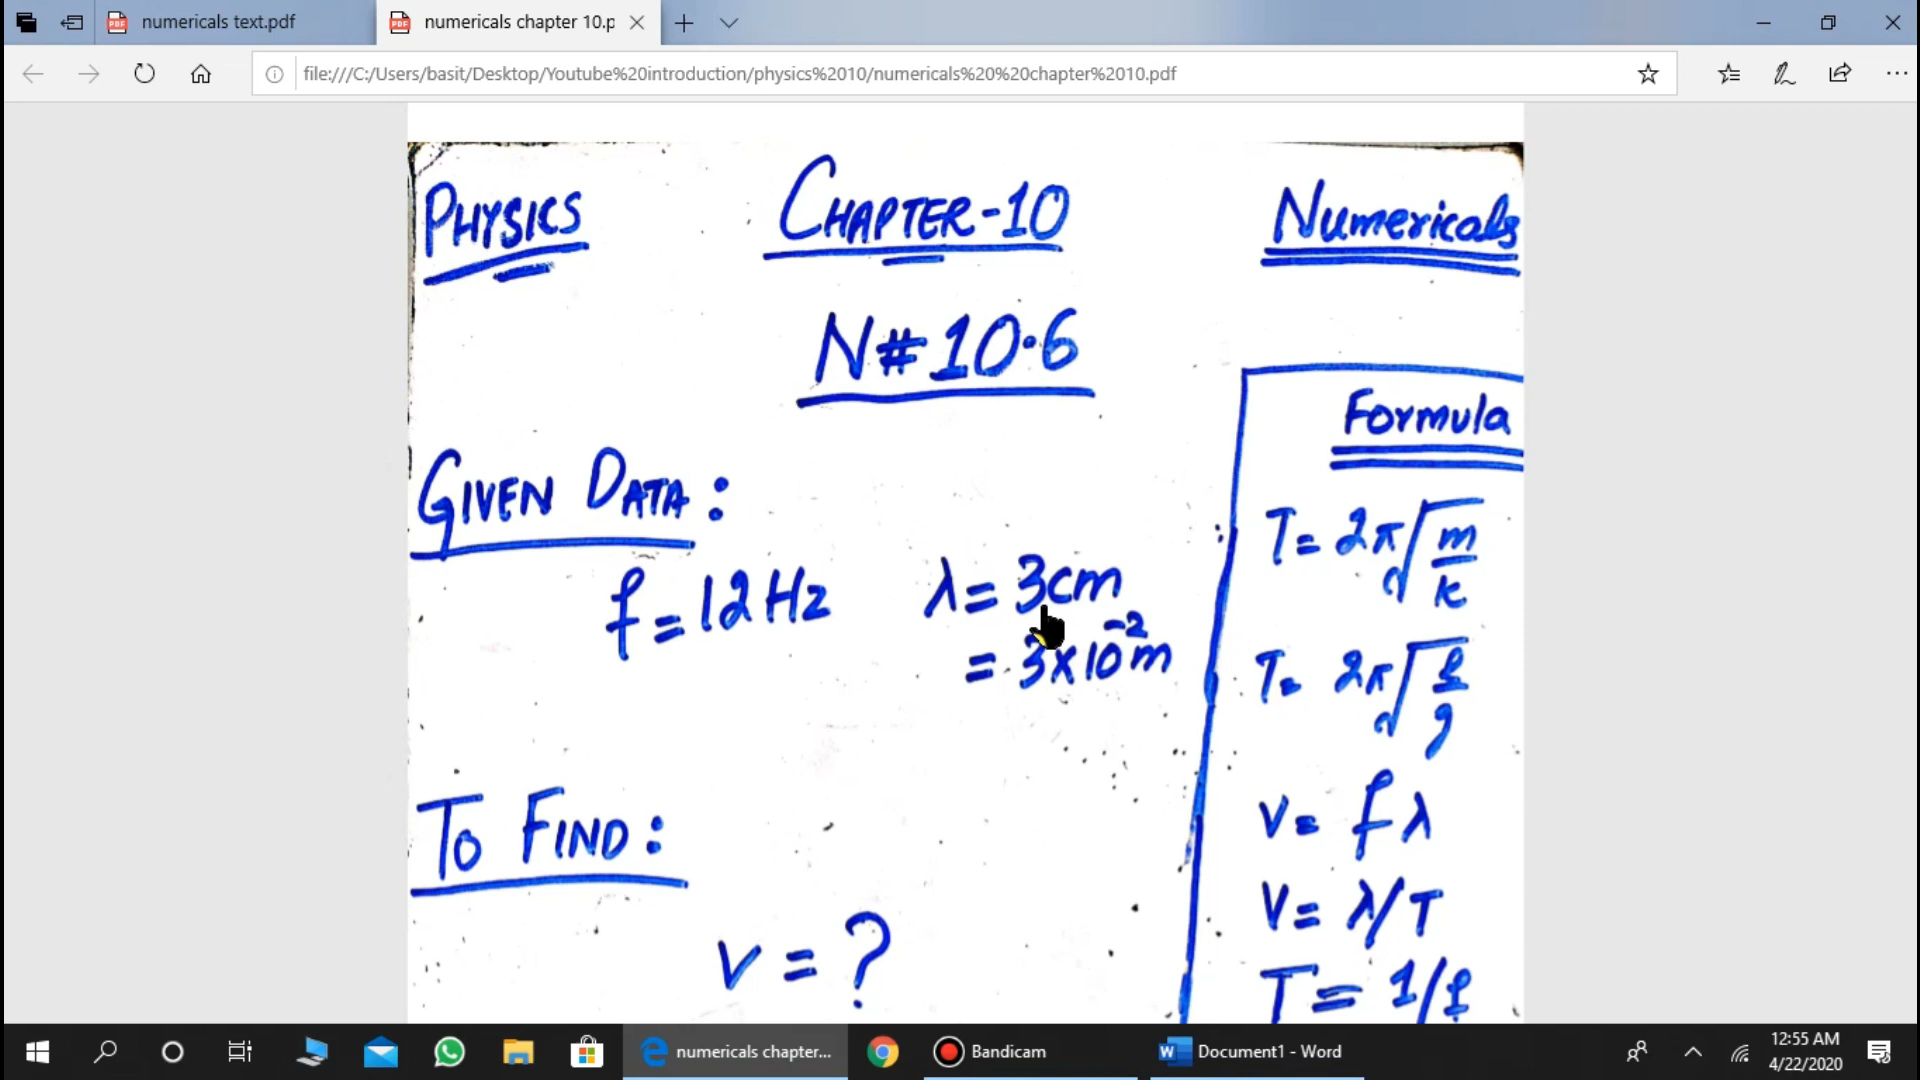 numericals text.pdf
numericals chapter 10.p
file:///C:/Users/basit/Desktop/Youtube%20introduction/physics%2010/numericals%20%20chapter%2010.pdf
PHYSICS CHAPTER-10 Numericals
N#10.6
GIVEN DATA:
f = 12 Hz λ = 3cm
= 3×10⁻²m
TO FIND:
v = ?
Formula
T = 2π√m/k
T = 2π√l/g
V = fλ
V = λ/T
T = 1/f
numericals chapter...
Bandicam
Document1 - Word
12:55 AM
4/22/2020